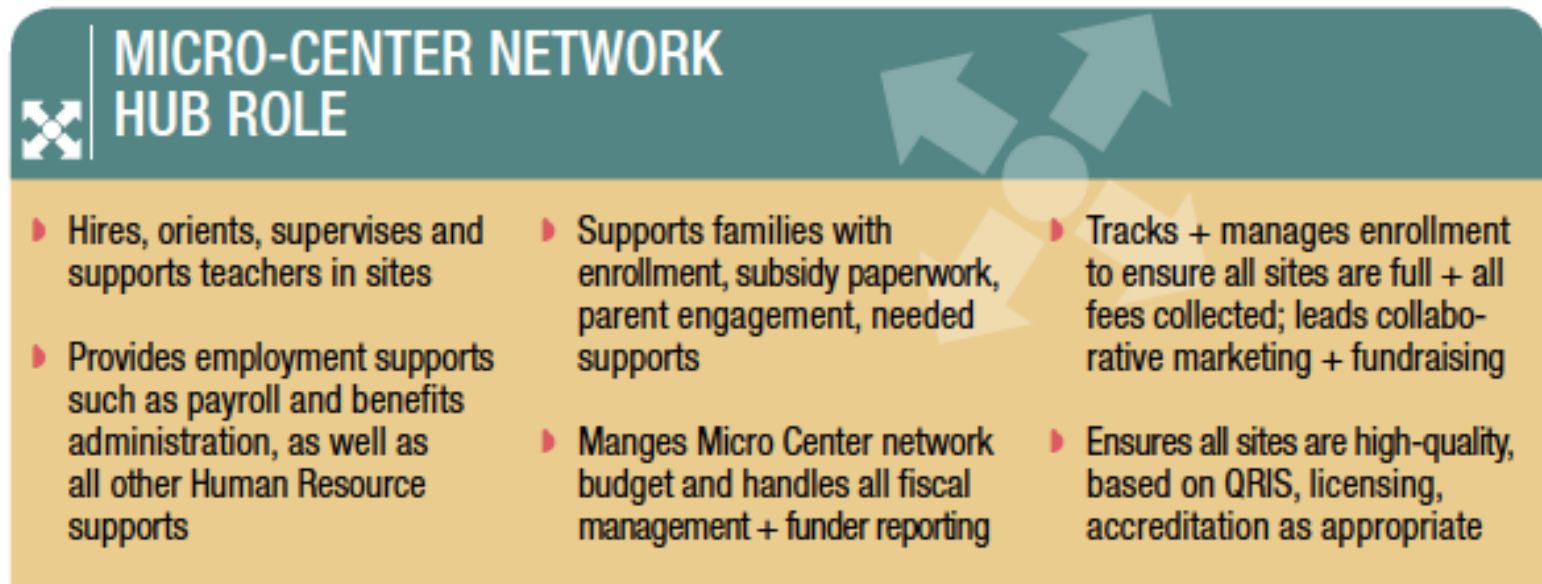 MICRO-CENTER NETWORK
HUB ROLE
Hires, orients, supervises and
supports teachers in sites
Provides employment supports
such as payroll and benefits
administration, as well as
all other Human Resource
supports
Supports families with
enrollment, subsidy paperwork,
parent engagement, needed
supports
Manges Micro Center network
budget and handles all fiscal
management + funder reporting
Tracks + manages enrollment
to ensure all sites are full + all
fees collected; leads collabo-
rative marketing + fundraising
Ensures all sites are high-quality,
based on QRIS, licensing,
accreditation as appropriate